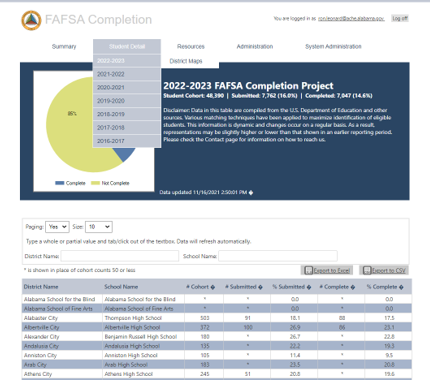 FAFSA Completion
You are logged in as: ronleonard@ache.alabama.gov. Log off
Summary Student Detail Resources Administration System Administration
2022-2023
2021-2022
2020-2021
2019-2020
2018-2019
2017-2018
2016-2017
District Maps
2022-2023 FAFSA Completion Project
Student Cohort: 48,390 | Submitted: 7,762 (16.0%) | Completed: 7,047 (14.6%)
Disclaimer: Data in this table are compiled from the U.S. Department of Education and other
sources. Various matching techniques have been applied to maximize identification of eligible
students. This information is dynamic and changes occur on a regular basis. As a result,
representations may be slightly higher or lower than that shown in an earlier reporting period.
Please check the Contact page for information on how to reach us.
85%
Complete Not Complete
Data updated 11/16/2021 2:50:01 PM
Paging: Yes Size: 10
Type a whole or partial value and tab/click out of the textbox. Data will refresh automatically.
District Name: School Name:
* is shown in place of cohort counts 50 or less. Export to Excel Export to CSV
District Name School Name # Cohort # Submitted % Submitted # Complete % Complete
Alabama School for the Blind Alabama School for the Blind * * 0.0 * 0.0
Alabama School of Fine Arts Alabama School of Fine Arts * * 0.0 * 0.0
Alabaster City Thompson High School 503 91 18.1 88 17.5
Albertville City Albertville High School 372 100 26.9 86 23.1
Alexander City Benjamin Russell High School 180 * 26.7 * 22.8
Andalusia City Andalusia High School 135 * 22.2 * 19.3
Anniston City Anniston High School 105 * 11.4 * 9.5
Arab City Arab High School 183 * 23.5 * 20.8
Athens City Athens High School 245 51 20.8 * 19.6